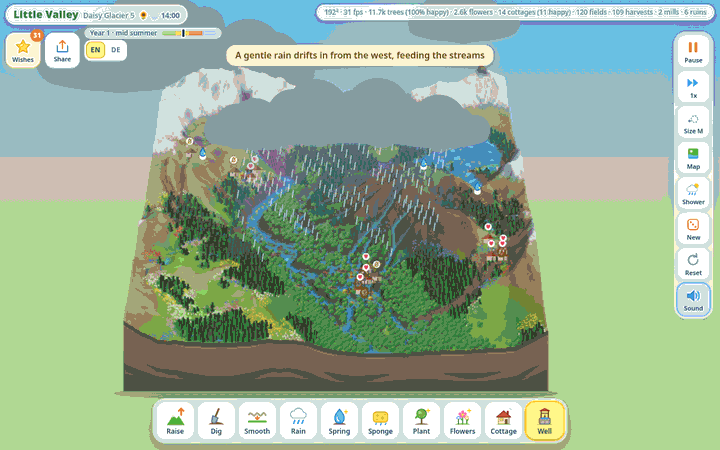 Little Valley Daisy Glacier 5 14:00
192² · 31 fps · 11.7k trees (100% happy) · 2.6k flowers · 14 cottages (11 happy) · 120 fields · 109 harvests · 2 mills · 6 ruins
31
Wishes
Share
Year 1 · mid summer
EN DE
A gentle rain drifts in from the west, feeding the streams
Pause
1x
Size M
Map
Shower
New
Reset
Sound
Raise
Dig
Smooth
Rain
Spring
Sponge
Plant
Flowers
Cottage
Well